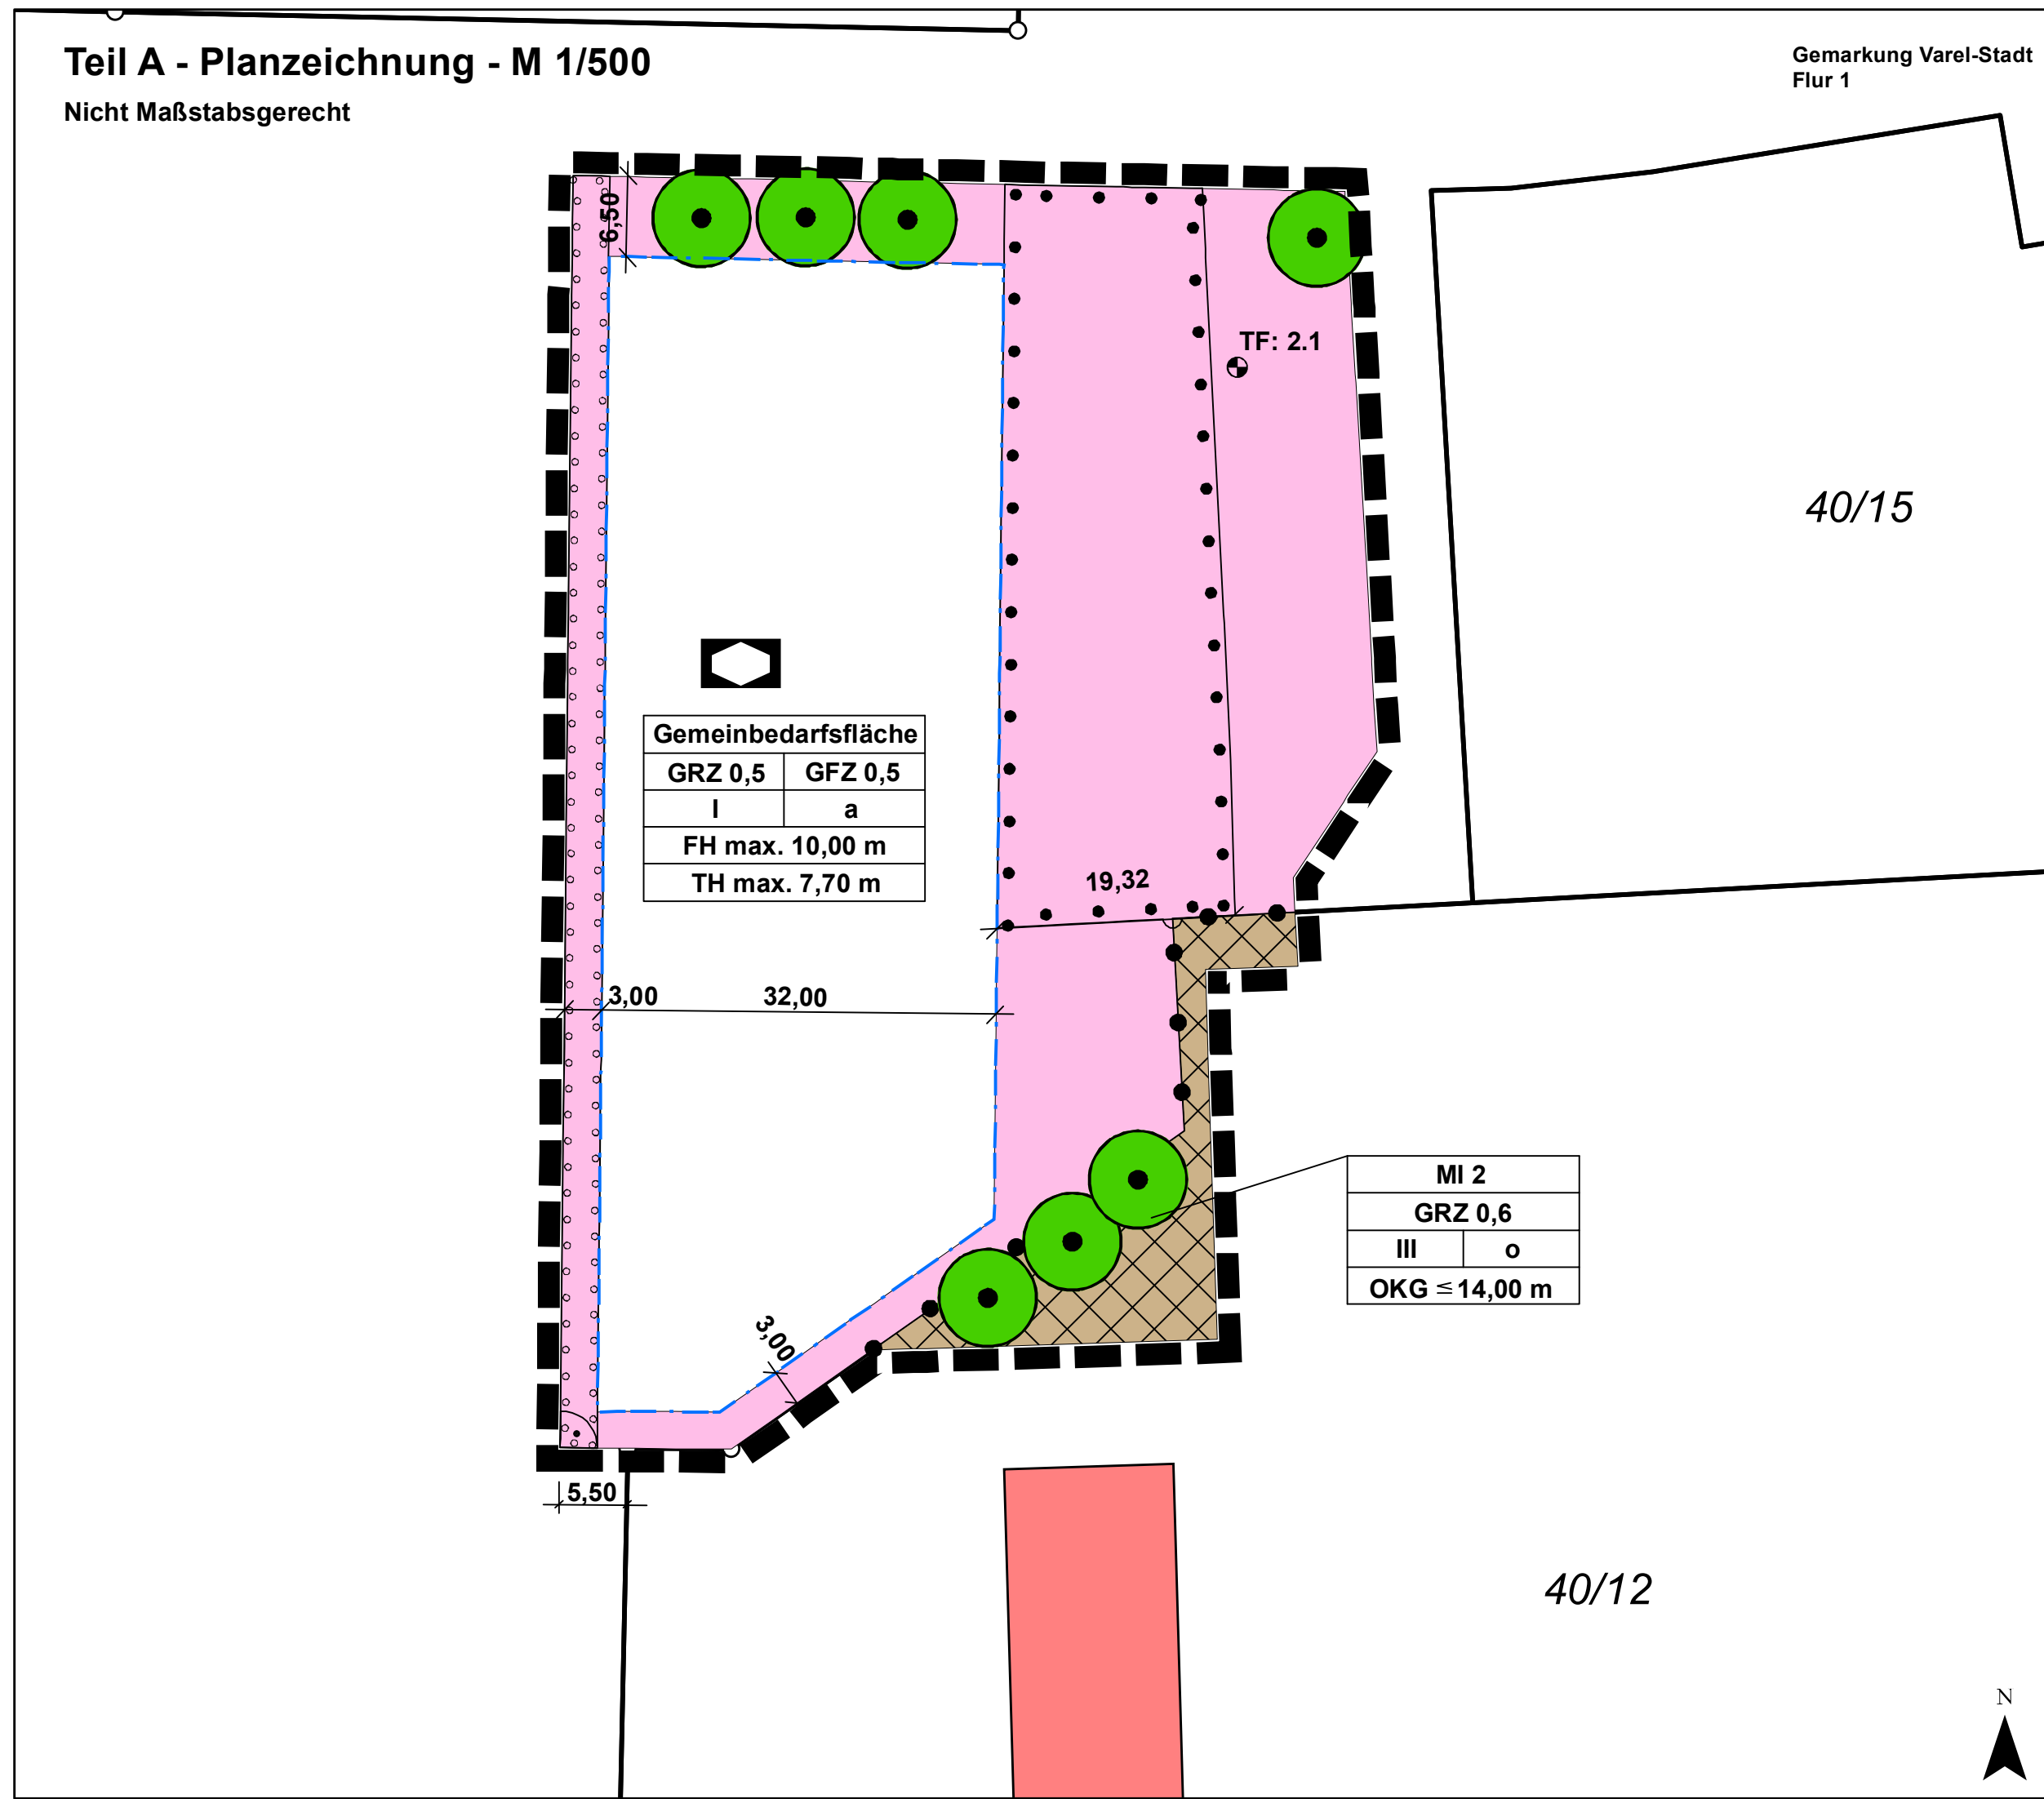 Teil A - Planzeichnung - M 1/500
Nicht Maßstabsgerecht
Gemarkung Varel-Stadt
Flur 1
6,50
TF: 2.1
40/15
Gemeinbedarfsfläche
GRZ 0,5 GFZ 0,5
I a
FH max. 10,00 m
TH max. 7,70 m
19,32
3,00 32,00
MI 2
GRZ 0,6
III o
OKG ≤ 14,00 m
3,00
5,50
40/12
N